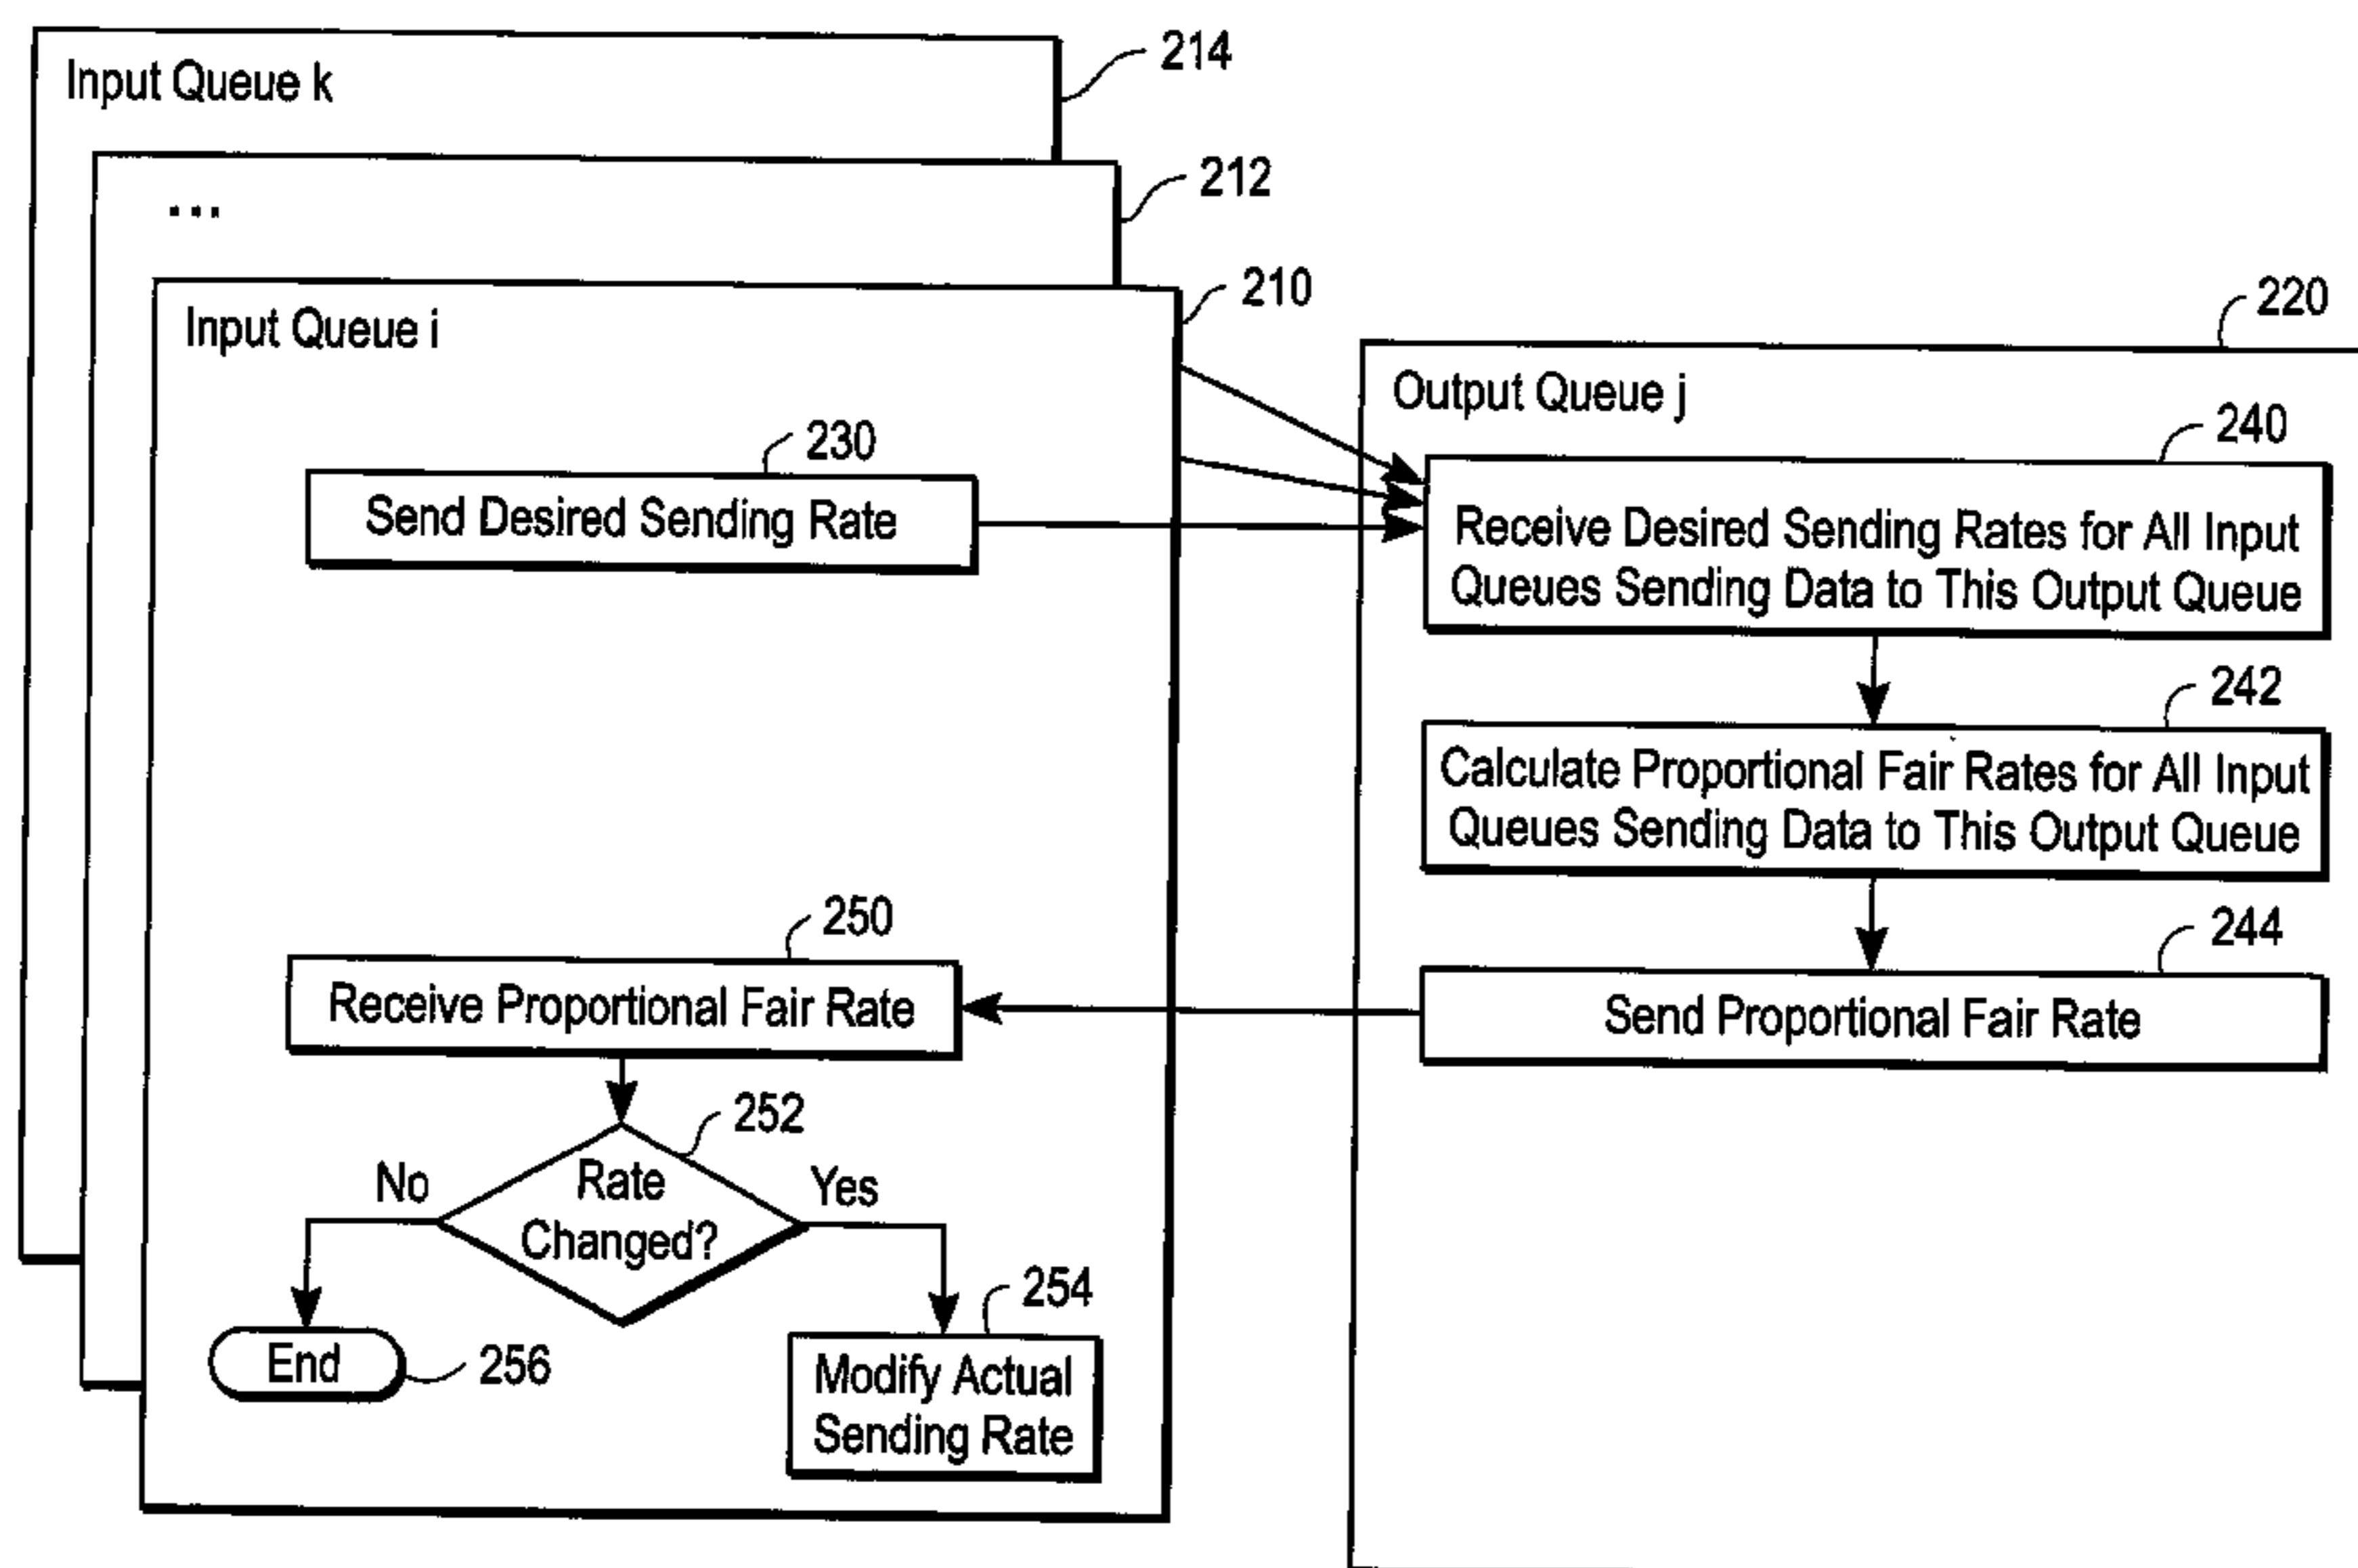 214
Input Queue k
212
...
210
Input Queue i
220
Output Queue j
230
Send Desired Sending Rate
240
Receive Desired Sending Rates for All Input
Queues Sending Data to This Output Queue
242
Calculate Proportional Fair Rates for All Input
Queues Sending Data to This Output Queue
244
Send Proportional Fair Rate
250
Receive Proportional Fair Rate
252
Rate
Changed?
No
Yes
254
Modify Actual
Sending Rate
End
256